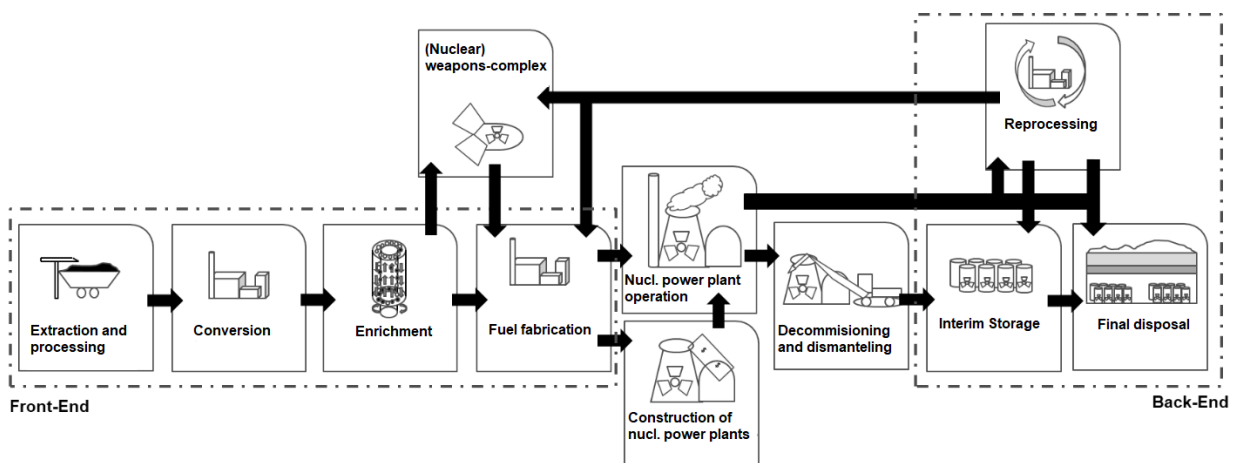 (Nuclear)
weapons-complex
Reprocessing
Extraction and
processing
Conversion
Enrichment
Fuel fabrication
Nucl. power plant
operation
Construction of
nucl. power plants
Decommisioning
and dismanteling
Interim Storage
Final disposal
Front-End
Back-End